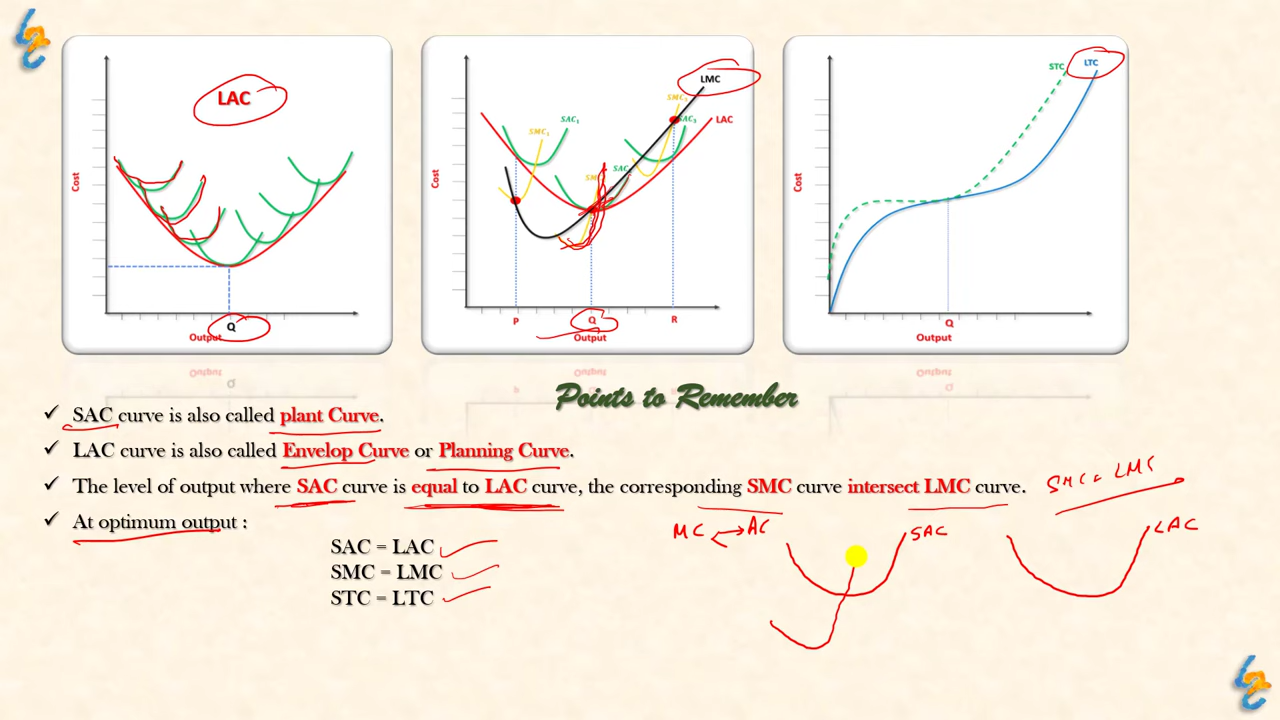 LAC
Cost
Q
Output
LMC
SMC₁
SAC₁
SMC
SAC₃
LAC
SAC
SM
Cost
P
Q
R
Output
STC
LTC
Cost
Q
Output
Points to Remember
✓ SAC curve is also called plant Curve.
✓ LAC curve is also called Envelop Curve or Planning Curve.
✓ The level of output where SAC curve is equal to LAC curve, the corresponding SMC curve intersect LMC curve.
SMC = LMC
✓ At optimum output :
MC AC
SAC
LAC
SAC = LAC
SMC = LMC
STC = LTC